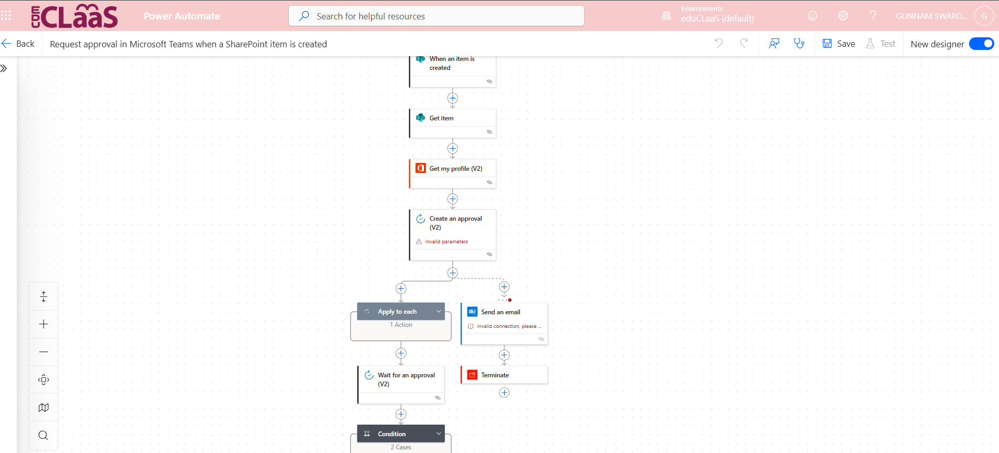 EDU CLaaS
Power Automate
Search for helpful resources
Environments
eduCLaaS (default)
GUNNAM SWARO...
G
Back
Request approval in Microsoft Teams when a SharePoint item is created
Save
Test
New designer
When an item is
created
Get item
Get my profile (V2)
Create an approval
(V2)
Invalid parameters
Apply to each
1 Action
Send an email
Invalid connection, please ...
Wait for an approval
(V2)
Terminate
Condition
2 Cases